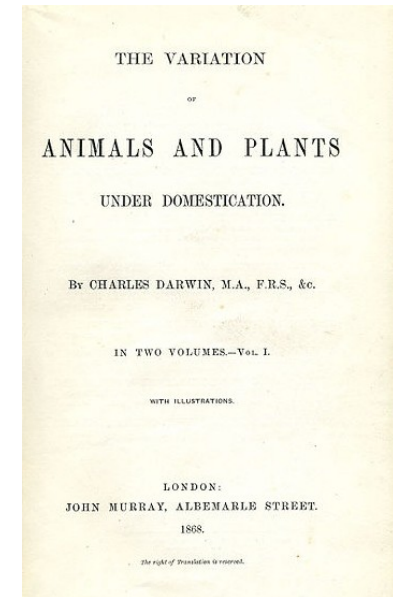 THE VARIATION
OF
ANIMALS AND PLANTS
UNDER DOMESTICATION.
BY CHARLES DARWIN, M.A., F.R.S., &c.
IN TWO VOLUMES.—VOL. I.
WITH ILLUSTRATIONS.
LONDON:
JOHN MURRAY, ALBEMARLE STREET.
1868.
The right of Translation is reserved.